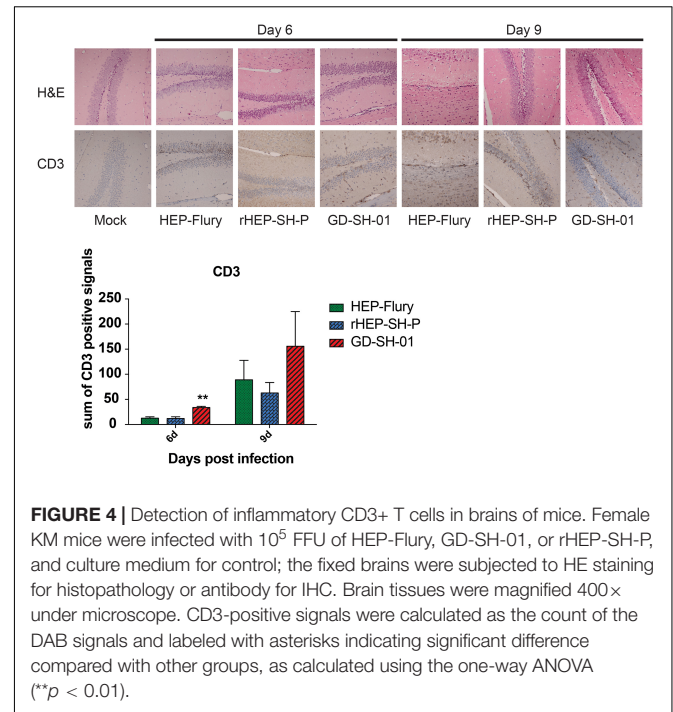 Day 6 Day 9
H&E
CD3
Mock HEP-Flury rHEP-SH-P GD-SH-01 HEP-Flury rHEP-SH-P GD-SH-01
CD3
250
200
150
100
50
0
sum of CD3 positive signals
**
6d 9d
Days post infection
HEP-Flury
rHEP-SH-P
GD-SH-01
FIGURE 4 | Detection of inflammatory CD3+ T cells in brains of mice. Female
KM mice were infected with 10⁵ FFU of HEP-Flury, GD-SH-01, or rHEP-SH-P,
and culture medium for control; the fixed brains were subjected to HE staining
for histopathology or antibody for IHC. Brain tissues were magnified 400×
under microscope. CD3-positive signals were calculated as the count of the
DAB signals and labeled with asterisks indicating significant difference
compared with other groups, as calculated using the one-way ANOVA
(**p < 0.01).